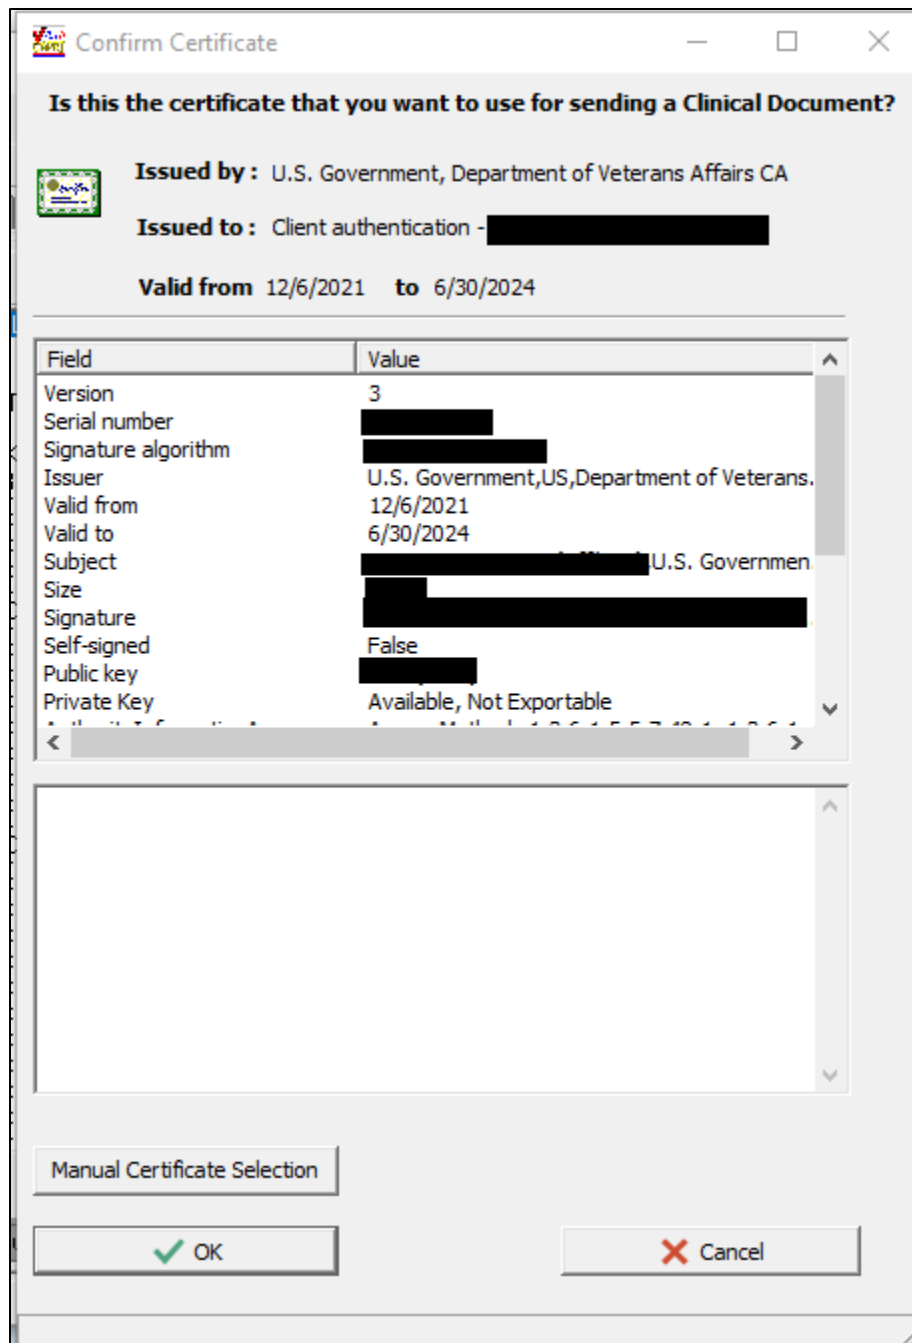 Confirm Certificate
Is this the certificate that you want to use for sending a Clinical Document?
Issued by : U.S. Government, Department of Veterans Affairs CA
Issued to : Client authentication -
Valid from 12/6/2021 to 6/30/2024
Field Value
Version 3
Serial number
Signature algorithm
Issuer U.S. Government,US,Department of Veterans.
Valid from 12/6/2021
Valid to 6/30/2024
Subject ,U.S. Governmen.
Size
Signature
Self-signed False
Public key
Private Key Available, Not Exportable
Manual Certificate Selection
OK Cancel